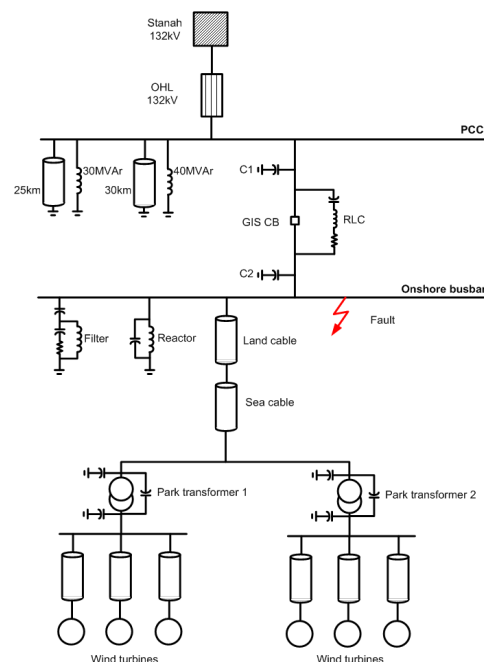 Stanah
132kV
OHL
132kV
PCC
30MVAr
40MVAr
25km
30km
C1
GIS CB
RLC
C2
Onshore busbar
Fault
Filter
Reactor
Land cable
Sea cable
Park transformer 1
Park transformer 2
Wind turbines
Wind turbines